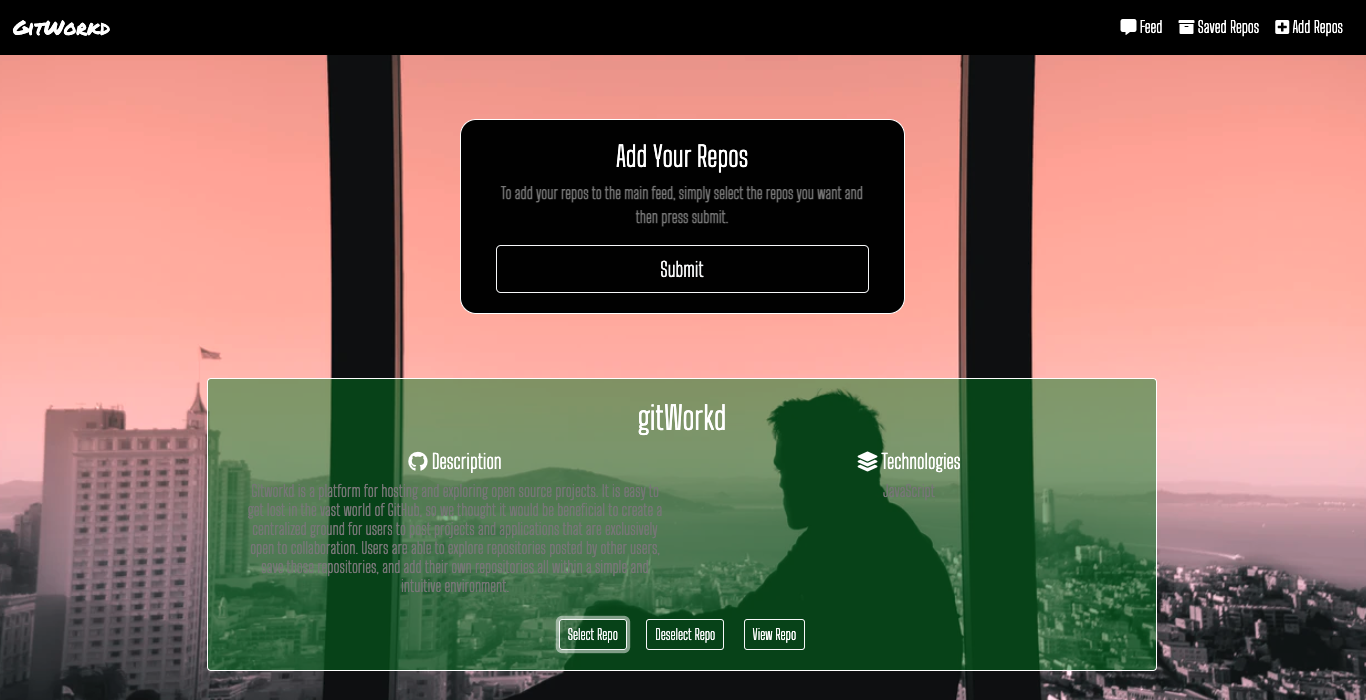 GitWorkd
Feed Saved Repos Add Repos
Add Your Repos
To add your repos to the main feed, simply select the repos you want and
then press submit.
Submit
gitWorkd
Description
Technologies
GitWorkd is a platform for hosting and exploring open source projects. It is easy to
get lost in the vast world of GitHub, so we thought it would be beneficial to create a
centralized ground for users to post projects and applications that are exclusively
open to collaboration. Users are able to explore repositories posted by other users,
save those repositories, and add their own repositories all within a simple and
intuitive environment.
JavaScript
Select Repo Deselect Repo View Repo